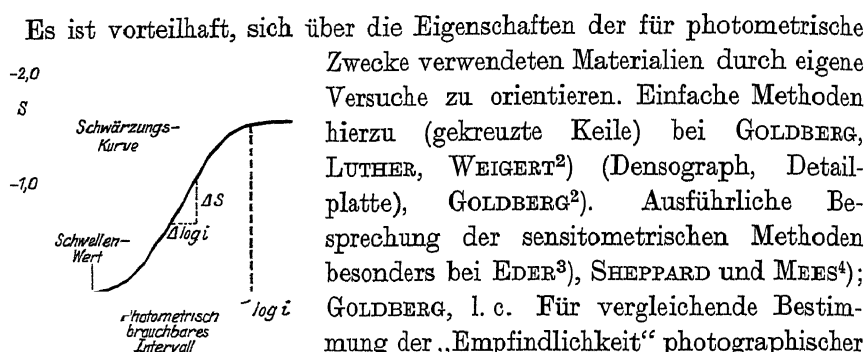 Es ist vorteilhaft, sich über die Eigenschaften der für photometrische
Zwecke verwendeten Materialien durch eigene
Versuche zu orientieren. Einfache Methoden
hierzu (gekreuzte Keile) bei GOLDBERG,
LUTHER, WEIGERT²) (Densograph, Detail-
platte), GOLDBERG²). Ausführliche Be-
sprechung der sensitometrischen Methoden
besonders bei EDER³), SHEPPARD und MEES⁴);
GOLDBERG, l. c. Für vergleichende Bestim-
mung der „Empfindlichkeit“ photographischer
-2,0
S
Schwärzungs-
Kurve
-1,0
ΔS
Δlog i
Schwellen-
Wert
log i
Photometrisch
brauchbares
Intervall